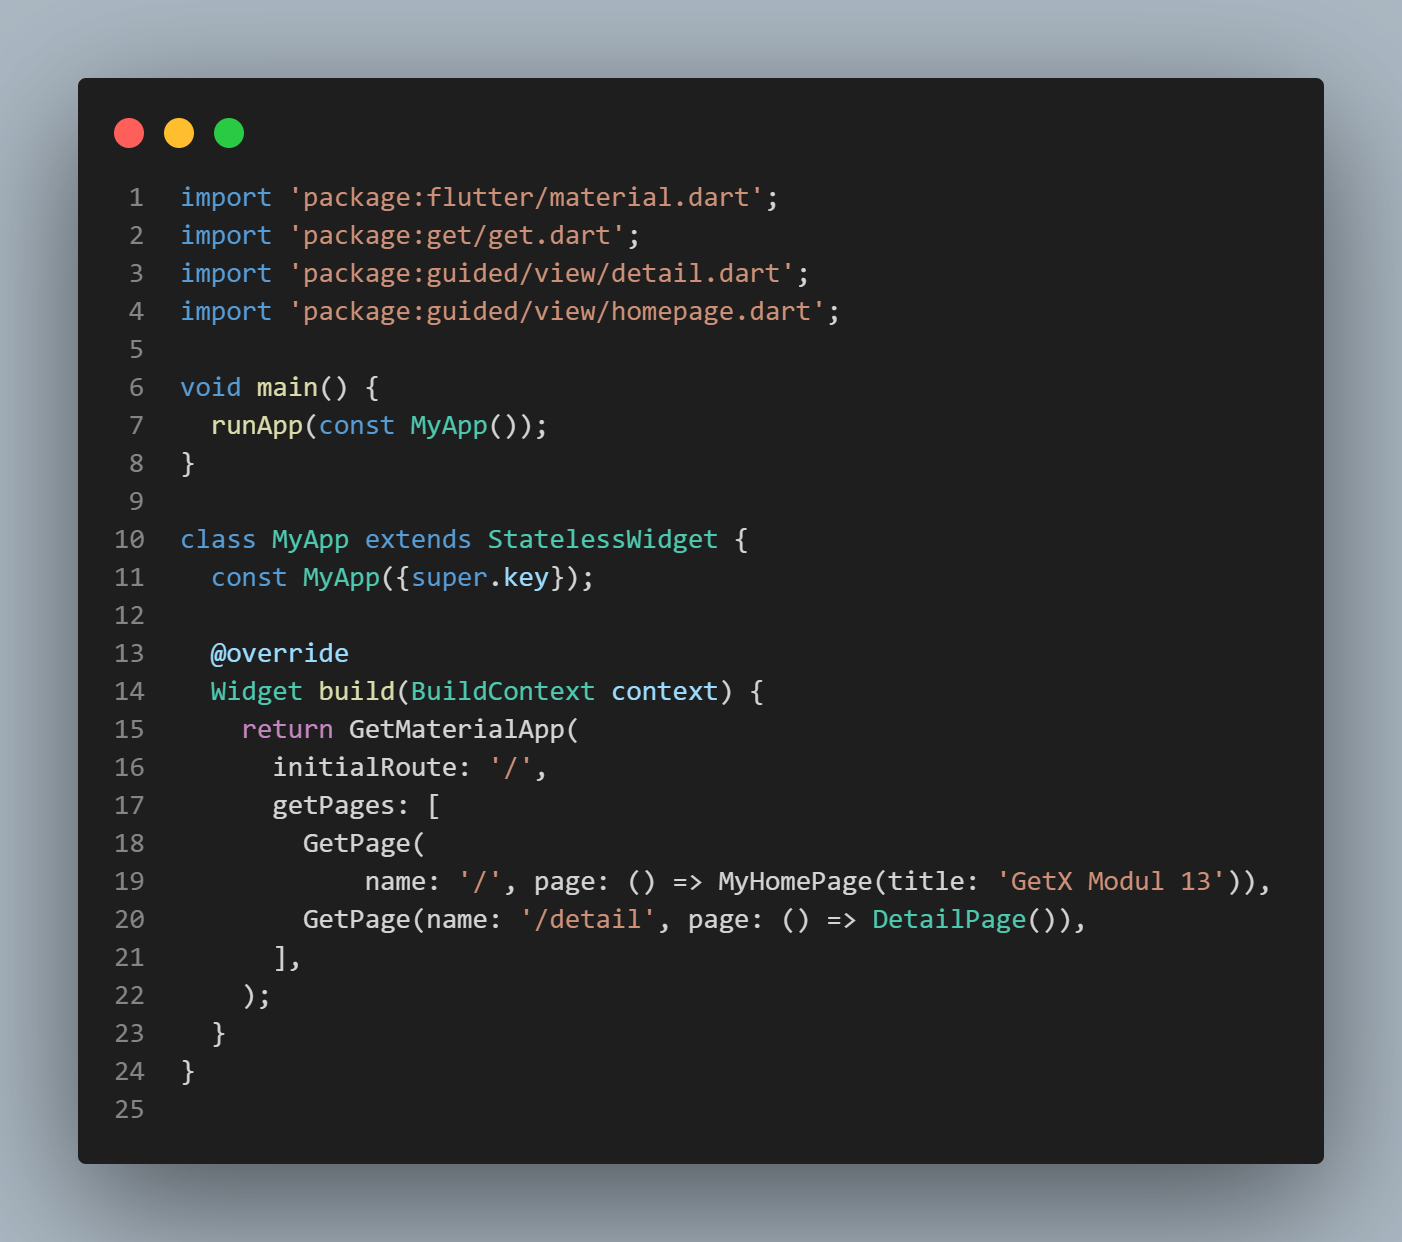 1 import 'package:flutter/material.dart';
2 import 'package:get/get.dart';
3 import 'package:guided/view/detail.dart';
4 import 'package:guided/view/homepage.dart';
5
6 void main() {
7   runApp(const MyApp());
8 }
9
10 class MyApp extends StatelessWidget {
11   const MyApp({super.key});
12
13   @override
14   Widget build(BuildContext context) {
15     return GetMaterialApp(
16       initialRoute: '/',
17       getPages: [
18         GetPage(
19             name: '/', page: () => MyHomePage(title: 'GetX Modul 13')),
20         GetPage(name: '/detail', page: () => DetailPage()),
21       ],
22     );
23   }
24 }
25